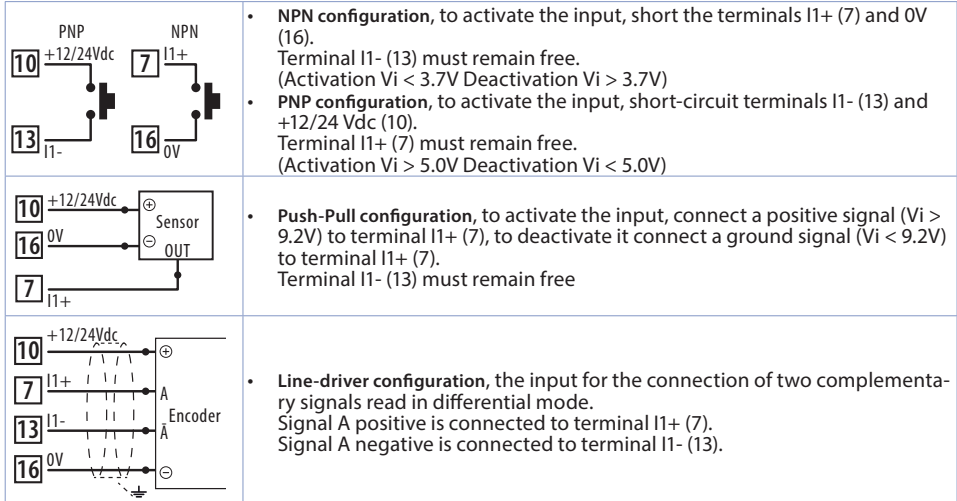 PNP
NPN
10
+12/24Vdc
7
I1+
13
I1-
16
0V
• NPN configuration, to activate the input, short the terminals I1+ (7) and 0V
(16).
Terminal I1- (13) must remain free.
(Activation Vi < 3.7V Deactivation Vi > 3.7V)
• PNP configuration, to activate the input, short-circuit terminals I1- (13) and
+12/24 Vdc (10).
Terminal I1+ (7) must remain free.
(Activation Vi > 5.0V Deactivation Vi < 5.0V)
10
+12/24Vdc
16
0V
Sensor
OUT
7
I1+
• Push-Pull configuration, to activate the input, connect a positive signal (Vi >
9.2V) to terminal I1+ (7), to deactivate it connect a ground signal (Vi < 9.2V)
to terminal I1+ (7).
Terminal I1- (13) must remain free
10
+12/24Vdc
7
I1+
A
13
I1-
Ā
Encoder
16
0V
• Line-driver configuration, the input for the connection of two complementa-
ry signals read in differential mode.
Signal A positive is connected to terminal I1+ (7).
Signal A negative is connected to terminal I1- (13).